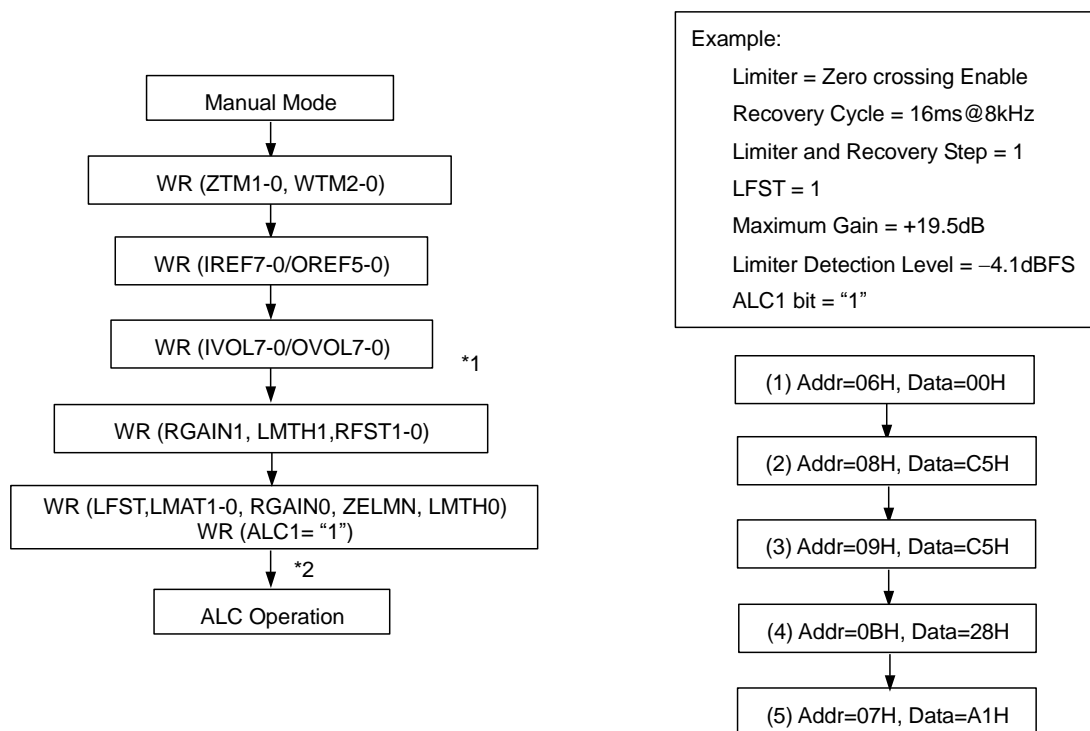 Manual Mode
WR (ZTM1-0, WTM2-0)
WR (IREF7-0/OREF5-0)
WR (IVOL7-0/OVOL7-0)
*1
WR (RGAIN1, LMTH1,RFST1-0)
WR (LFST,LMAT1-0, RGAIN0, ZELMN, LMTH0)
WR (ALC1= “1”)
*2
ALC Operation
Example:
Limiter = Zero crossing Enable
Recovery Cycle = 16ms@8kHz
Limiter and Recovery Step = 1
LFST = 1
Maximum Gain = +19.5dB
Limiter Detection Level = −4.1dBFS
ALC1 bit = “1”
(1) Addr=06H, Data=00H
(2) Addr=08H, Data=C5H
(3) Addr=09H, Data=C5H
(4) Addr=0BH, Data=28H
(5) Addr=07H, Data=A1H